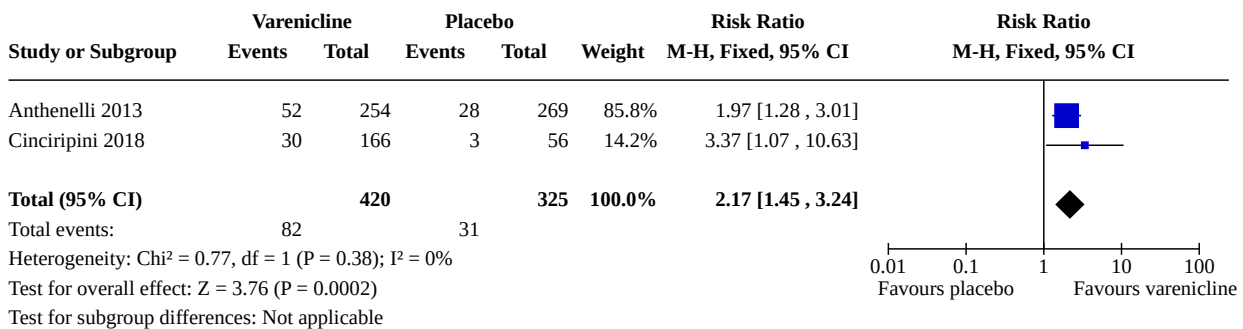 Varenicline Placebo Risk Ratio Risk Ratio
Study or Subgroup Events Total Events Total Weight M-H, Fixed, 95% CI M-H, Fixed, 95% CI
Anthenelli 2013 52 254 28 269 85.8% 1.97 [1.28 , 3.01]
Cinciripini 2018 30 166 3 56 14.2% 3.37 [1.07 , 10.63]
Total (95% CI) 420 325 100.0% 2.17 [1.45 , 3.24]
Total events: 82 31
Heterogeneity: Chi² = 0.77, df = 1 (P = 0.38); I² = 0%
0.01 0.1 1 10 100
Test for overall effect: Z = 3.76 (P = 0.0002) Favours placebo Favours varenicline
Test for subgroup differences: Not applicable